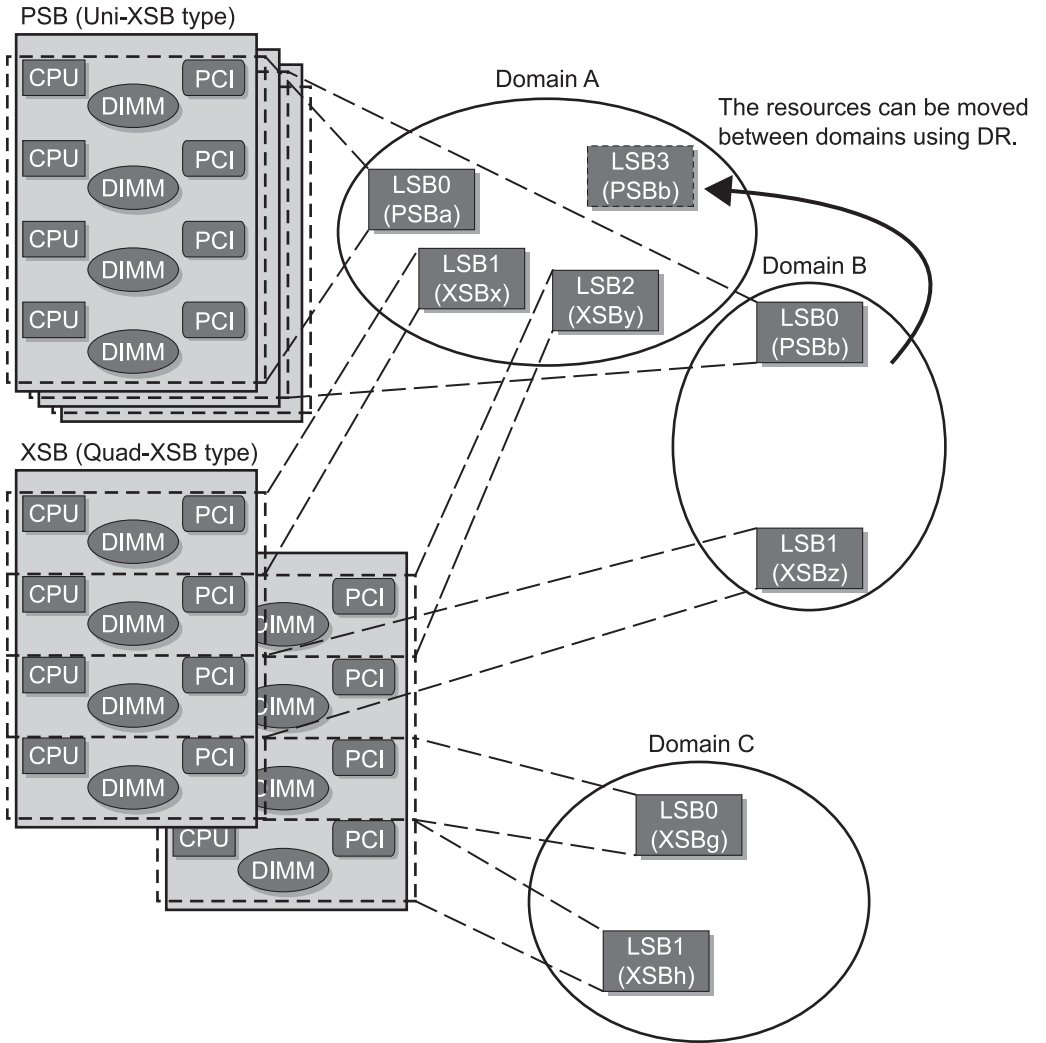 PSB (Uni-XSB type)
CPU
PCI
DIMM
CPU
PCI
DIMM
CPU
PCI
DIMM
CPU
PCI
DIMM
Domain A
The resources can be moved
between domains using DR.
LSB3
(PSBb)
LSB0
(PSBa)
LSB1
(XSBx)
LSB2
(XSBy)
Domain B
LSB0
(PSBb)
LSB1
(XSBz)
XSB (Quad-XSB type)
CPU
PCI
DIMM
CPU
PCI
DIMM
CPU
PCI
DIMM
CPU
PCI
DIMM
PCI
DIMM
PCI
DIMM
PCI
DIMM
CPU
PCI
DIMM
Domain C
LSB0
(XSBg)
LSB1
(XSBh)